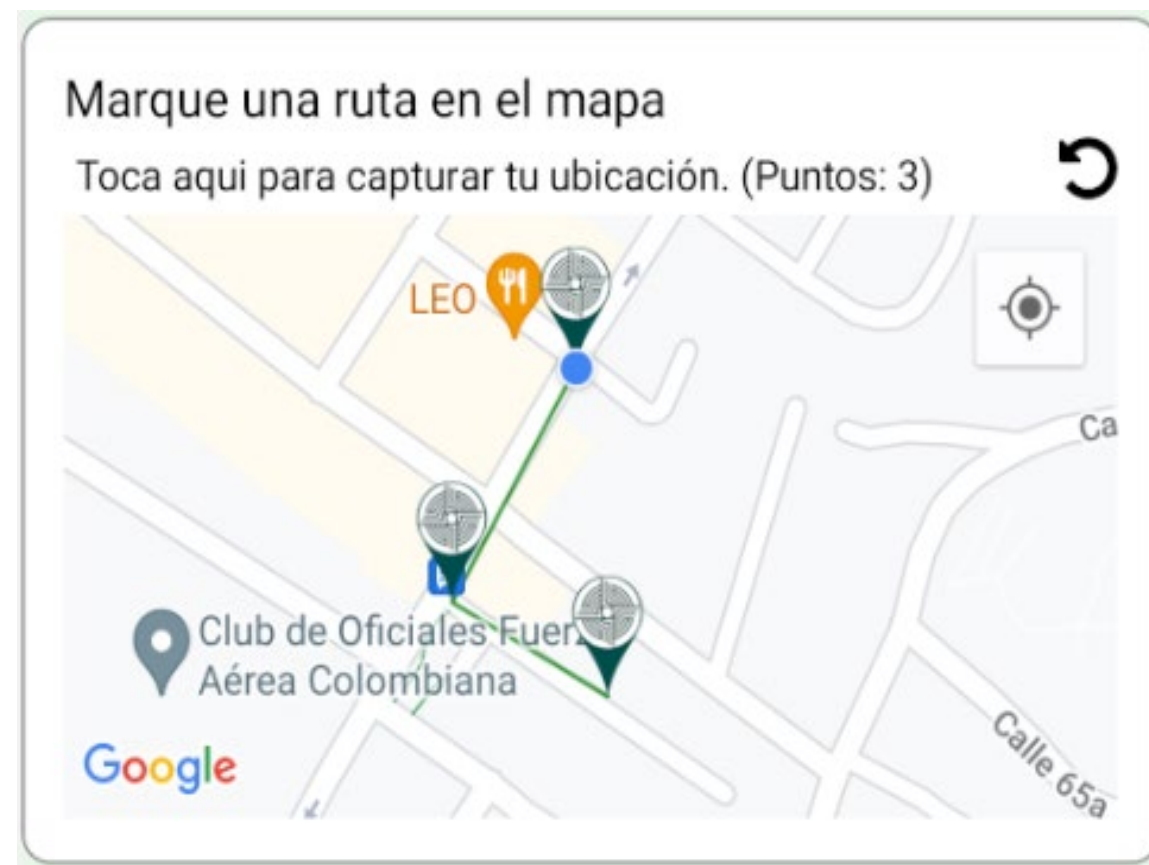 Marque una ruta en el mapa
Toca aqui para capturar tu ubicación. (Puntos: 3)
LEO
Ca
Club de Oficiales Fuerz
Aérea Colombiana
Calle 65a
Google